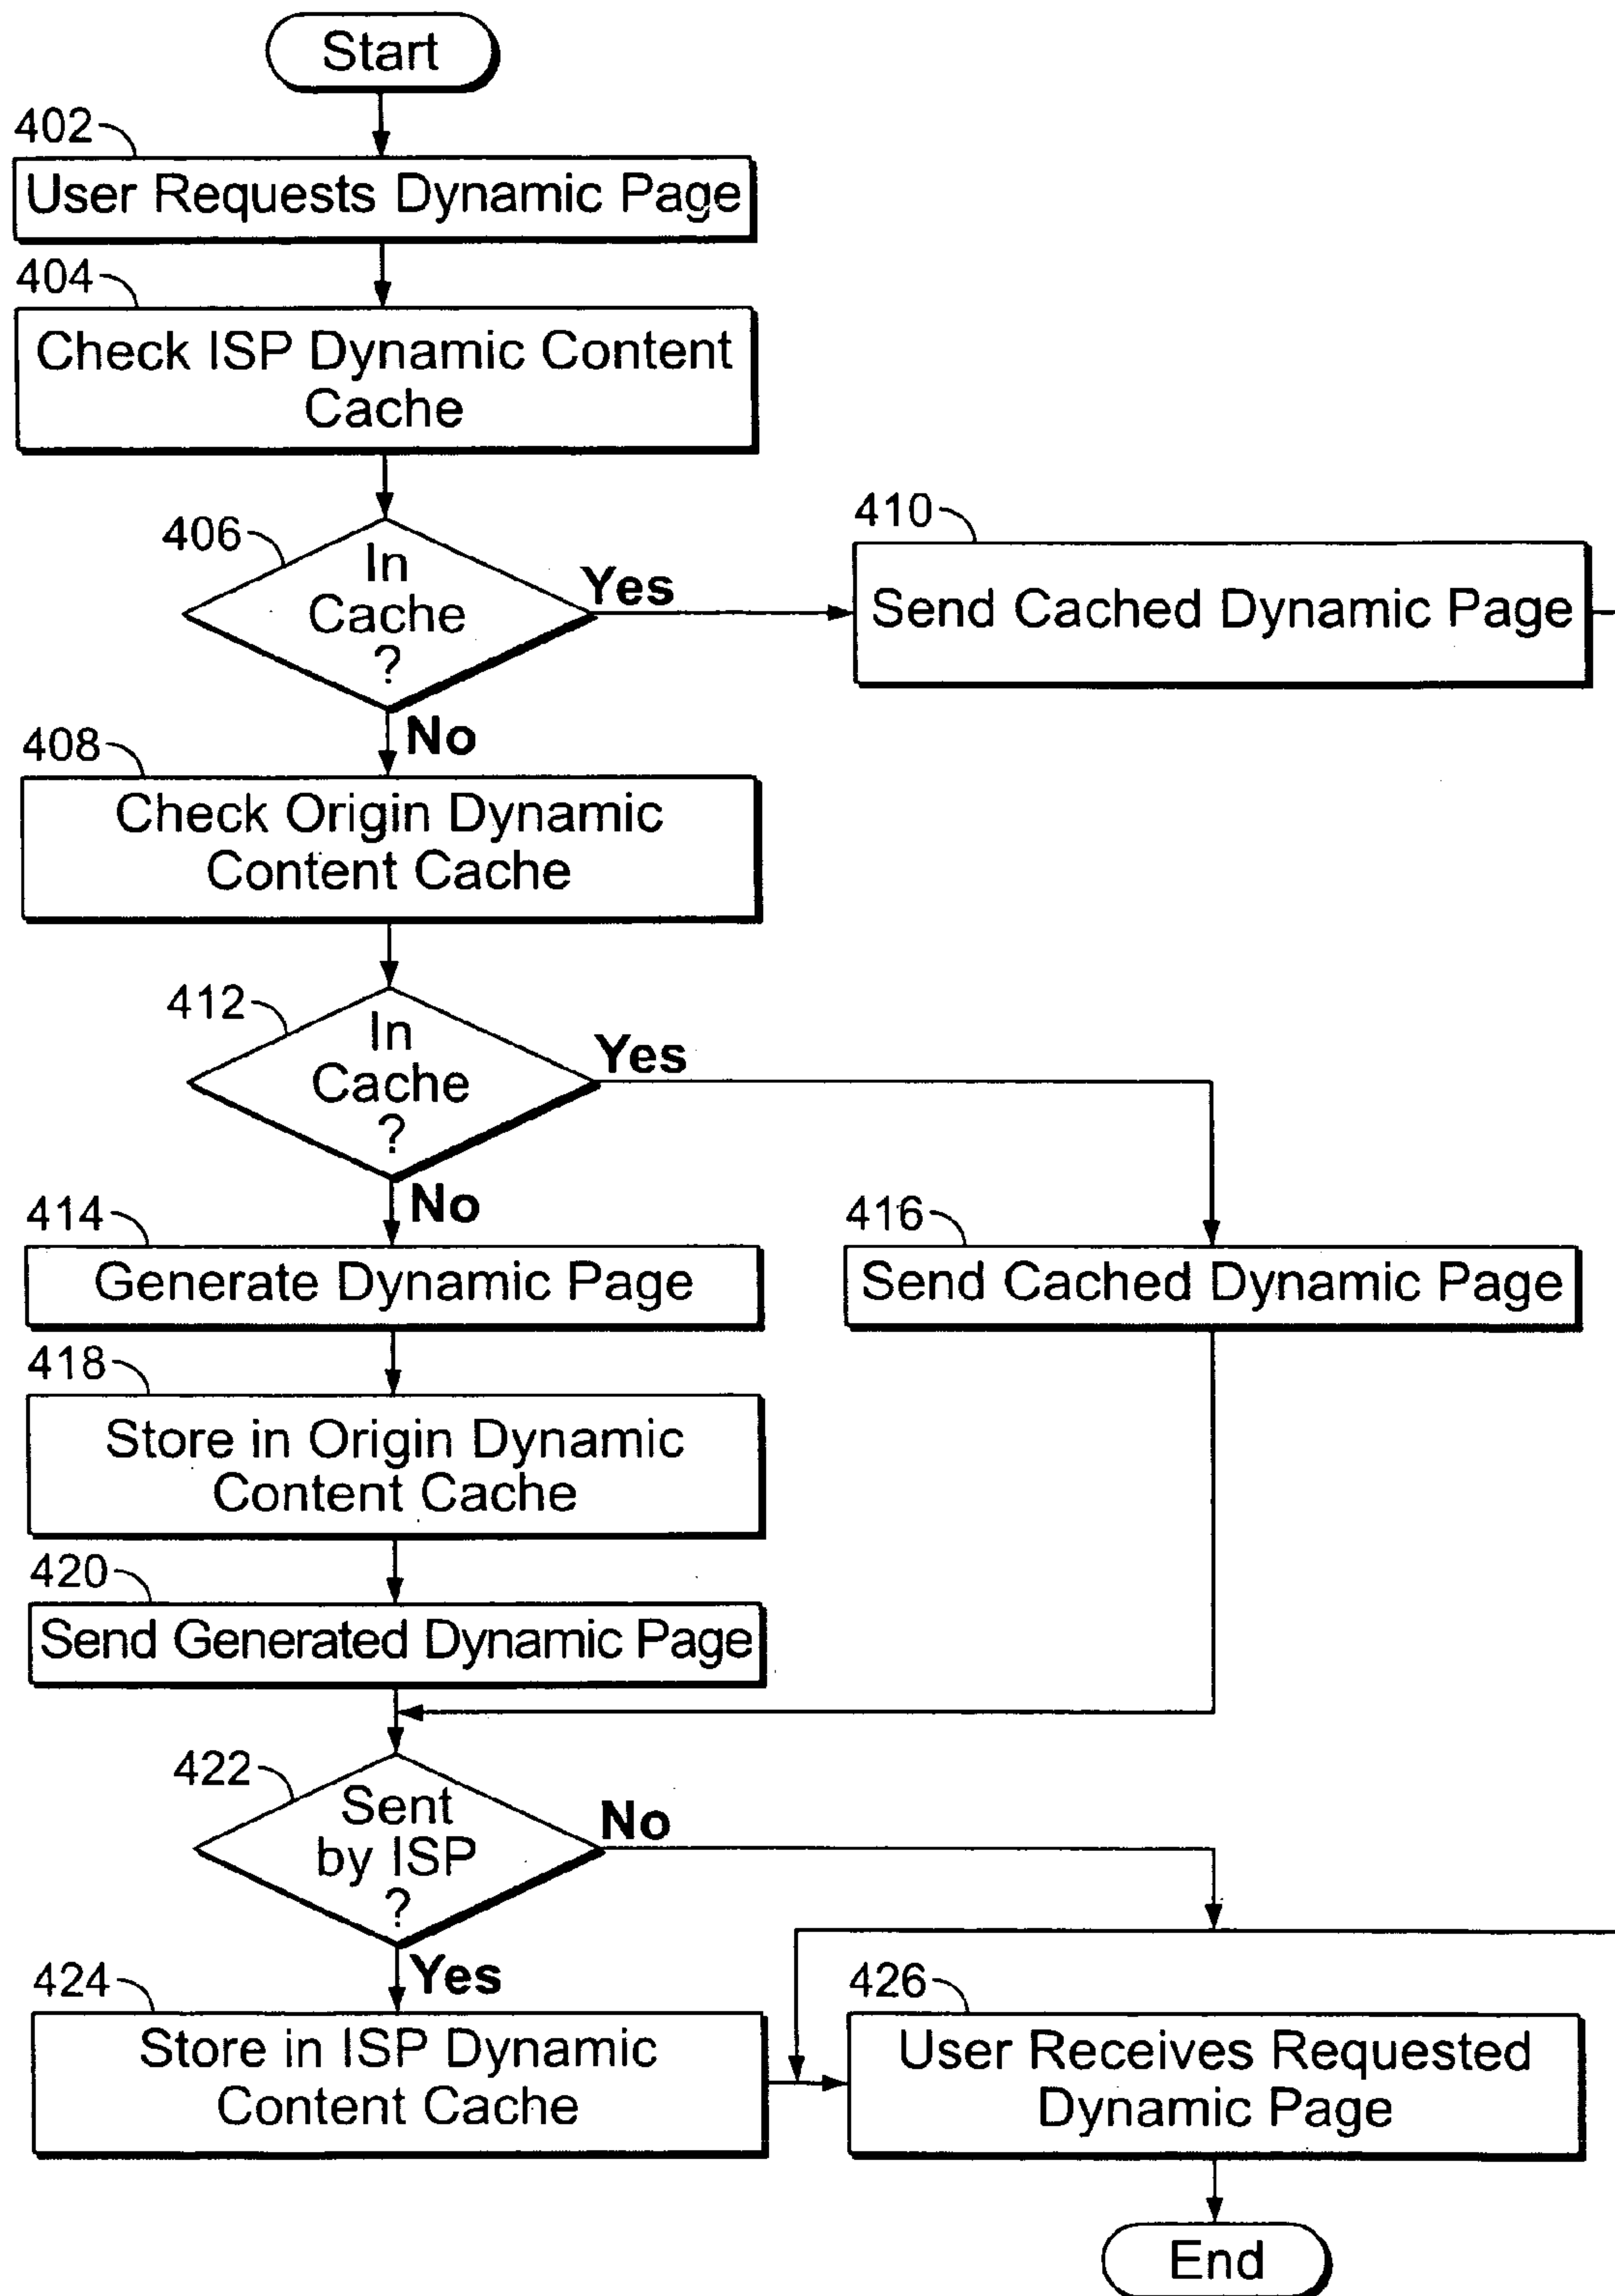 Start
402
User Requests Dynamic Page
404
Check ISP Dynamic Content
Cache
406
In
Cache
?
Yes
410
Send Cached Dynamic Page
No
408
Check Origin Dynamic
Content Cache
412
In
Cache
?
Yes
No
414
Generate Dynamic Page
416
Send Cached Dynamic Page
418
Store in Origin Dynamic
Content Cache
420
Send Generated Dynamic Page
422
Sent
by ISP
?
No
Yes
424
Store in ISP Dynamic
Content Cache
426
User Receives Requested
Dynamic Page
End